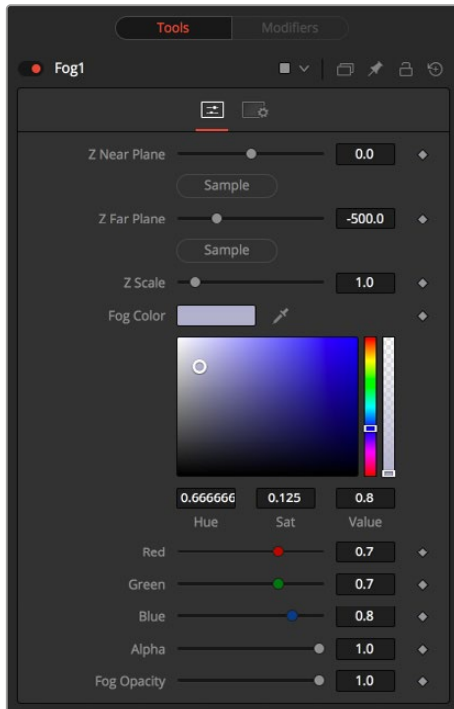 Tools Modifiers
Fog1
Z Near Plane 0.0
Sample
Z Far Plane -500.0
Sample
Z Scale 1.0
Fog Color
0.666666 0.125 0.8
Hue Sat Value
Red 0.7
Green 0.7
Blue 0.8
Alpha 1.0
Fog Opacity 1.0